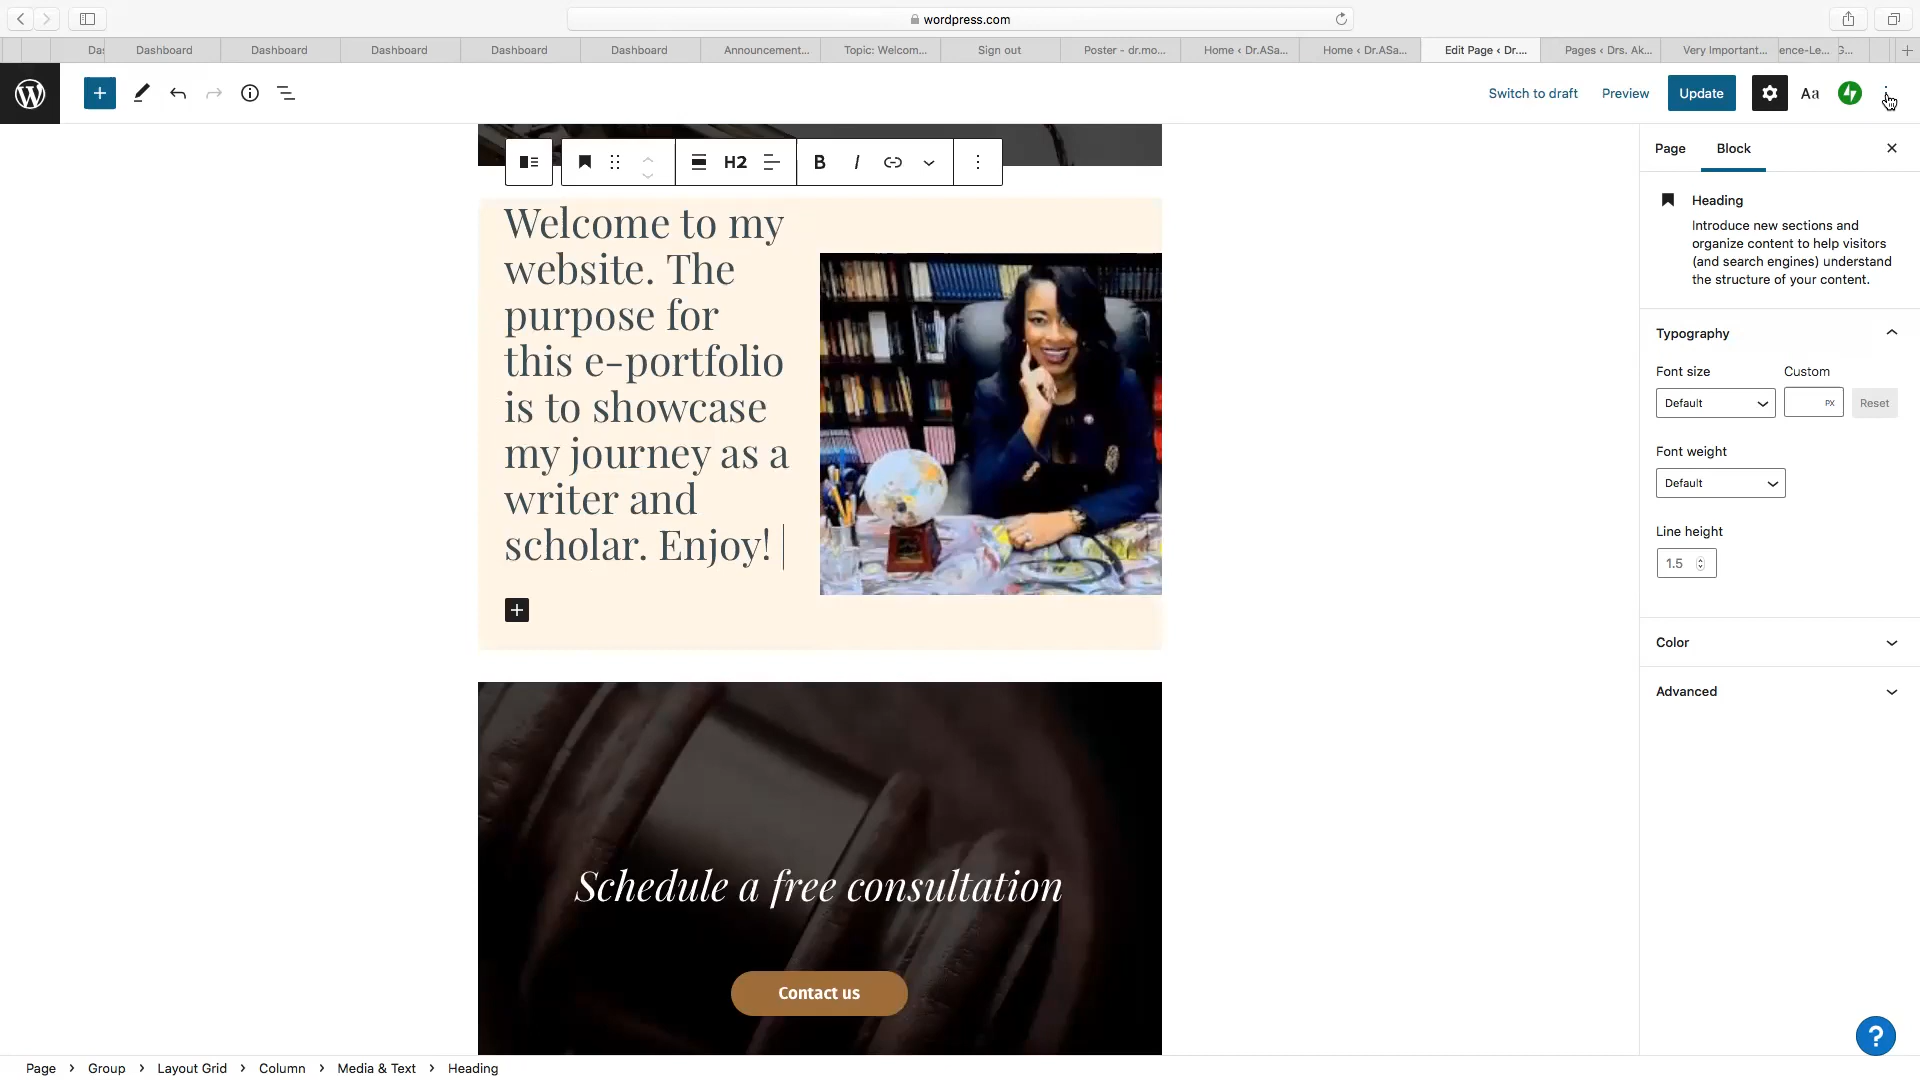 wordpress.com
Das
Dashboard
Dashboard
Dashboard
Dashboard
Dashboard
Announcement...
Topic: Welcom...
Sign out
Poster - dr.mo...
Home ‹ Dr.ASa...
Home ‹ Dr.ASa...
Edit Page ‹ Dr....
Pages ‹ Drs. Ak...
Very Important...
ence-Le...
Switch to draft
Preview
Update
Aa
H2
B
I
Page
Block
Welcome to my
website. The
purpose for
this e-portfolio
is to showcase
my journey as a
writer and
scholar. Enjoy!
Heading
Introduce new sections and
organize content to help visitors
(and search engines) understand
the structure of your content.
Typography
Font size
Custom
Default
PX
Reset
Font weight
Default
Line height
1.5
Color
Advanced
Schedule a free consultation
Contact us
?
Page › Group › Layout Grid › Column › Media & Text › Heading